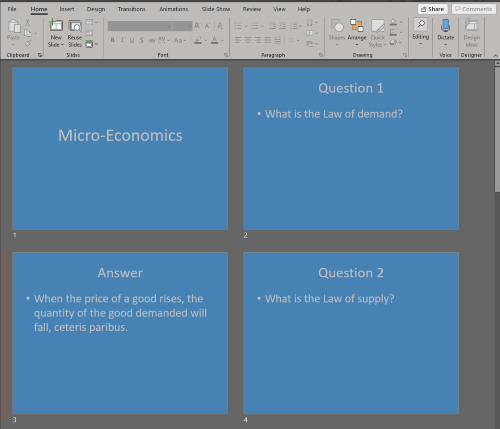 File Home Insert Design Transitions Animations Slide Show Review View Help Share Comments
Paste New Slide Reuse Slides Shapes Arrange Quick Styles Editing Dictate Design Ideas
Clipboard Slides Font Paragraph Drawing Voice Designer
Micro-Economics
1
Question 1
• What is the Law of demand?
2
Answer
• When the price of a good rises, the
quantity of the good demanded will
fall, ceteris paribus.
3
Question 2
• What is the Law of supply?
4